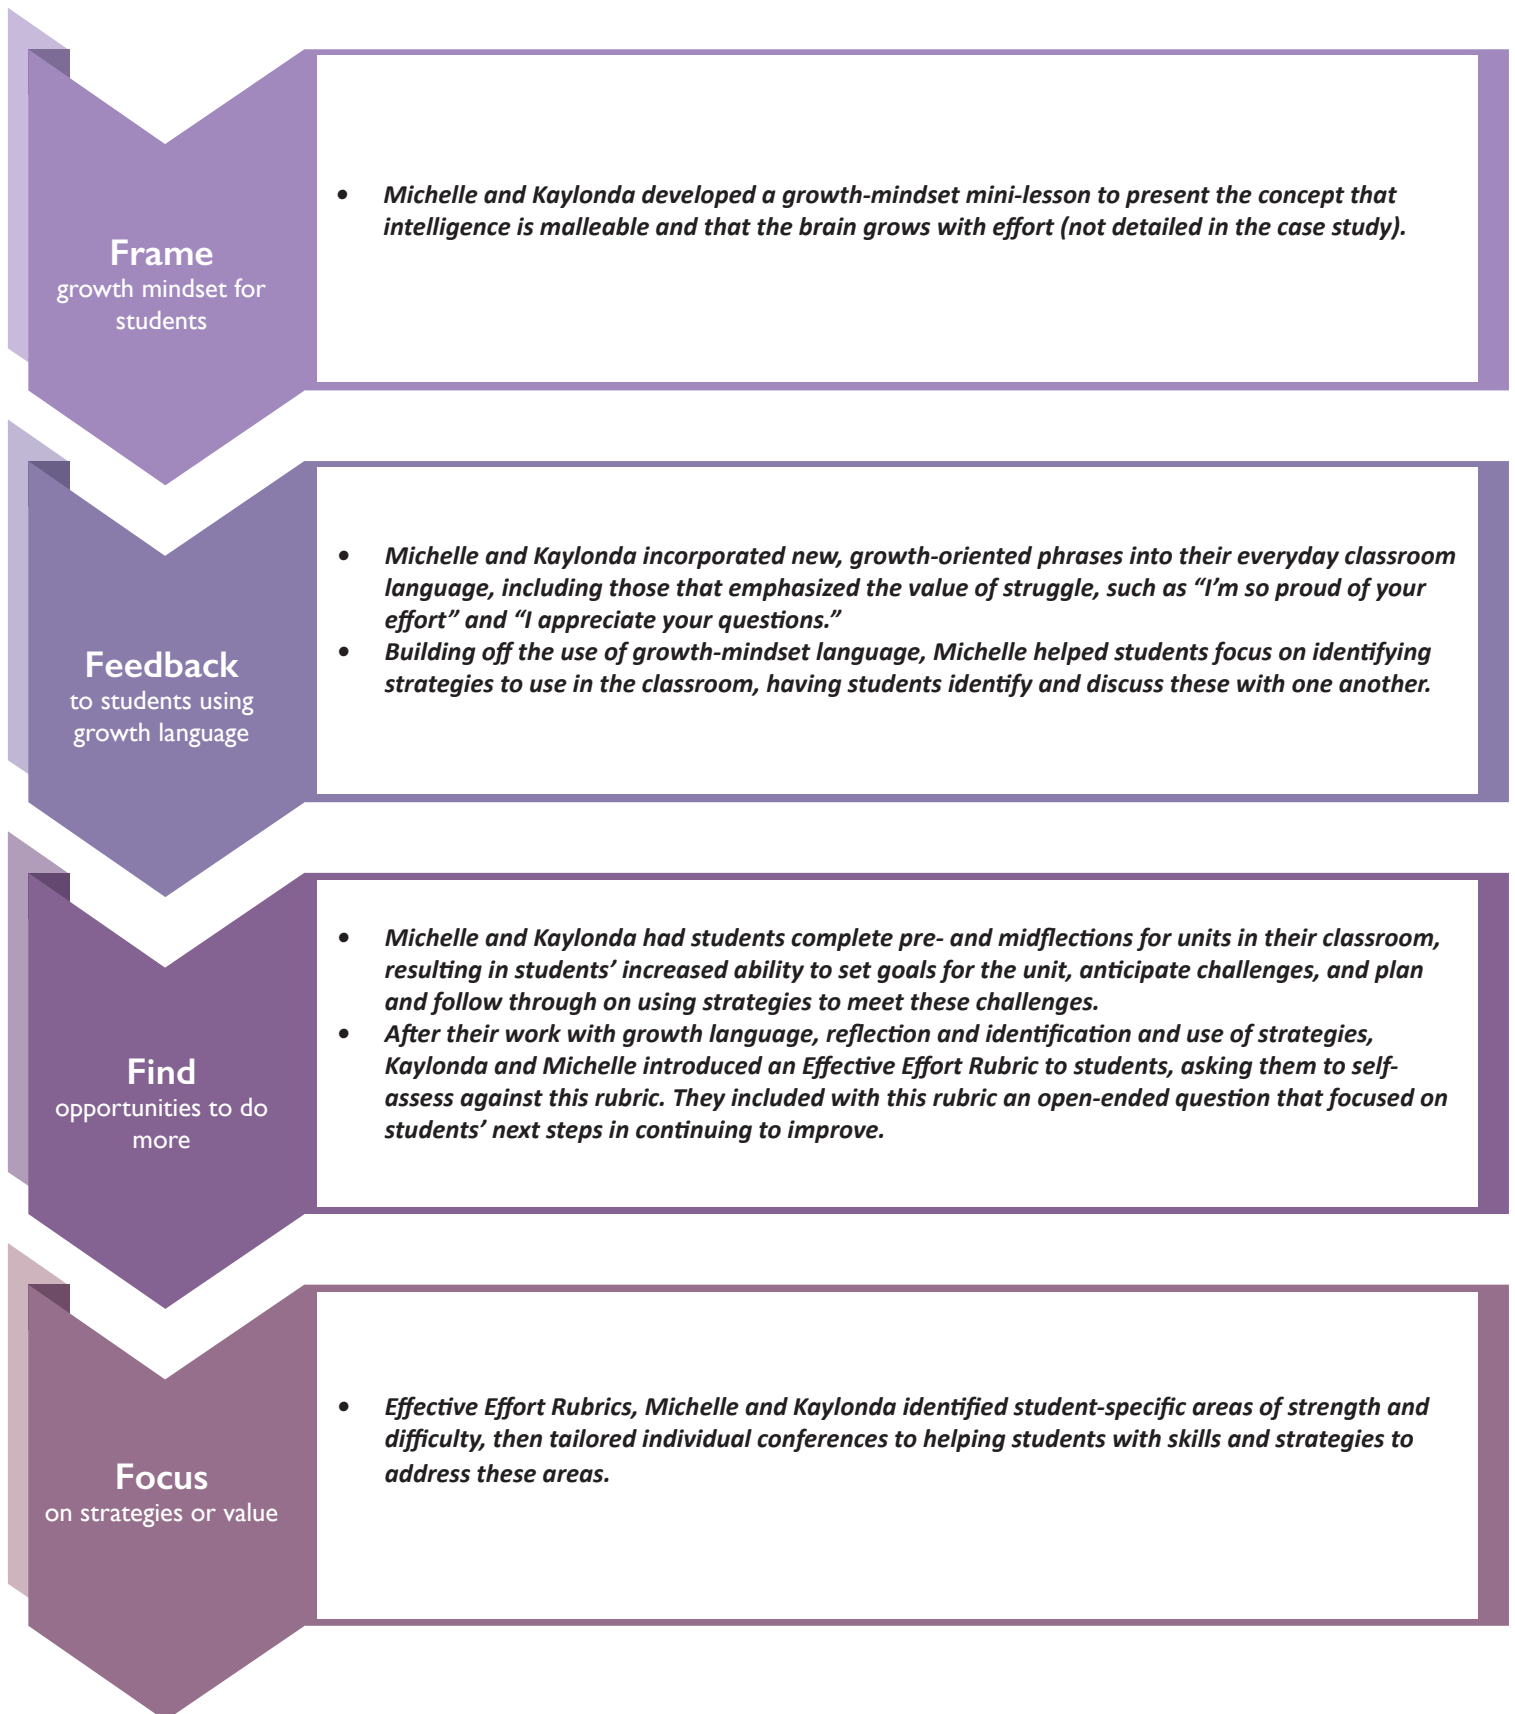 Frame
growth mindset for
students
• Michelle and Kaylonda developed a growth-mindset mini-lesson to present the concept that
intelligence is malleable and that the brain grows with effort (not detailed in the case study).
Feedback
to students using
growth language
• Michelle and Kaylonda incorporated new, growth-oriented phrases into their everyday classroom
language, including those that emphasized the value of struggle, such as “I’m so proud of your
effort” and “I appreciate your questions.”
• Building off the use of growth-mindset language, Michelle helped students focus on identifying
strategies to use in the classroom, having students identify and discuss these with one another.
Find
opportunities to do
more
• Michelle and Kaylonda had students complete pre- and midflections for units in their classroom,
resulting in students’ increased ability to set goals for the unit, anticipate challenges, and plan
and follow through on using strategies to meet these challenges.
• After their work with growth language, reflection and identification and use of strategies,
Kaylonda and Michelle introduced an Effective Effort Rubric to students, asking them to self-
assess against this rubric. They included with this rubric an open-ended question that focused on
students’ next steps in continuing to improve.
Focus
on strategies or value
• Effective Effort Rubrics, Michelle and Kaylonda identified student-specific areas of strength and
difficulty, then tailored individual conferences to helping students with skills and strategies to
address these areas.